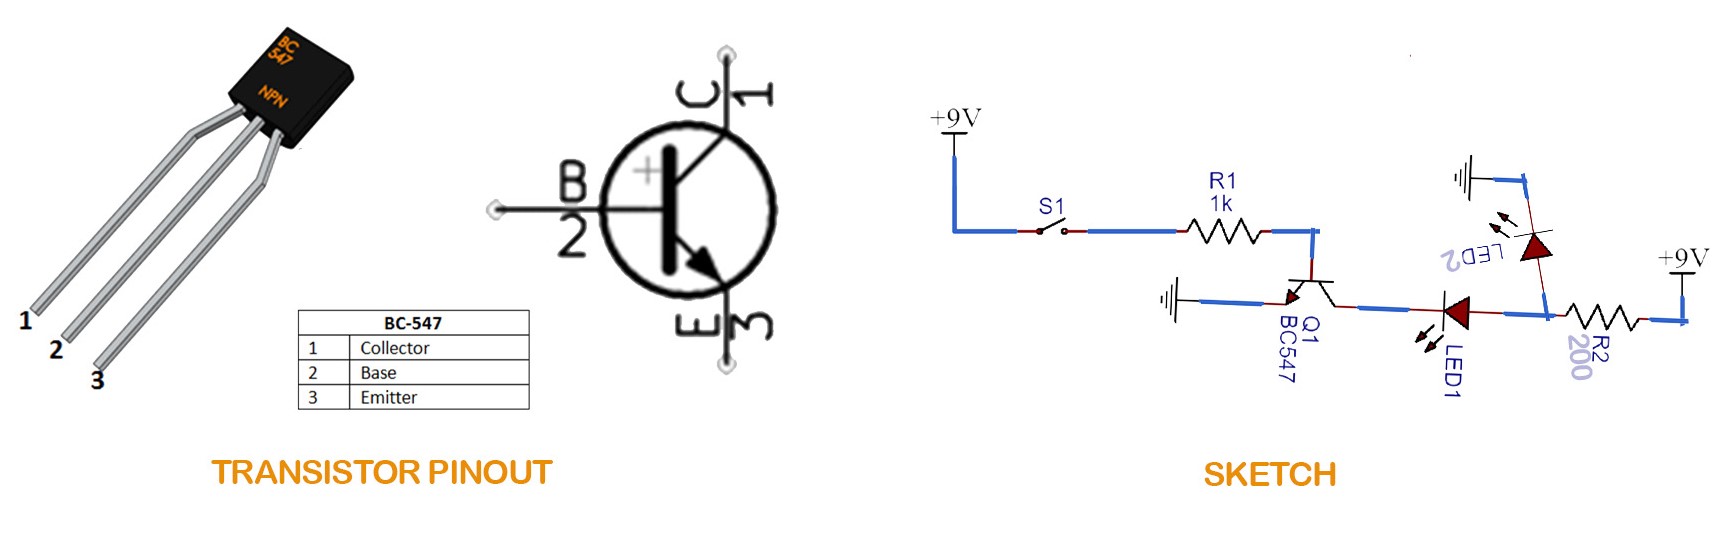 BC
547
NPN
1
2
3
C
1
B
2
E
3
BC-547
1 Collector
2 Base
3 Emitter
TRANSISTOR PINOUT
+9V
S1
R1
1k
Q1
BC547
LED1
LED2
R2
200
+9V
SKETCH